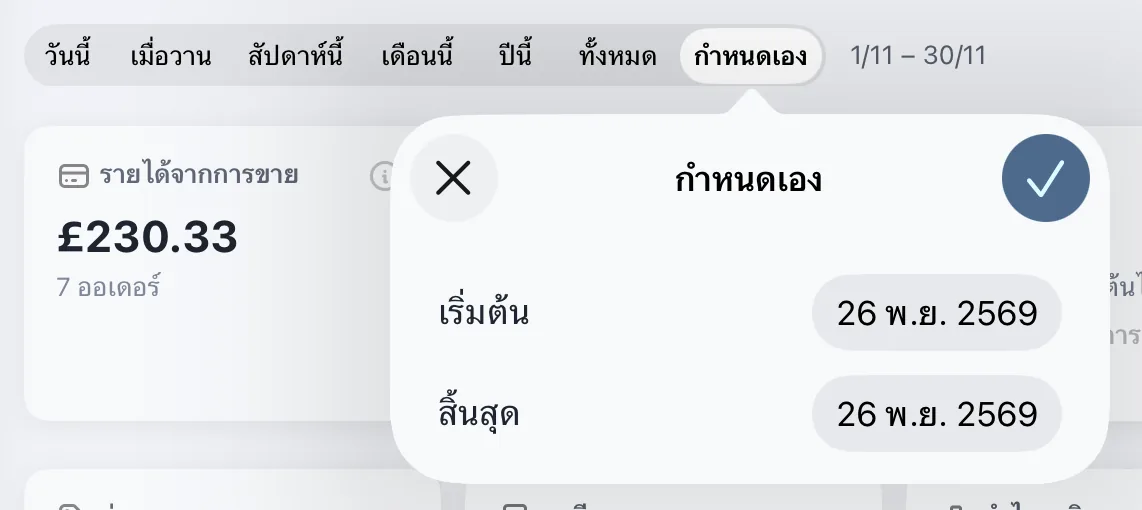 วันนี้ เมื่อวาน สัปดาห์นี้ เดือนนี้ ปีนี้ ทั้งหมด กำหนดเอง 1/11 – 30/11
รายได้จากการขาย
£230.33
7 ออเดอร์
กำหนดเอง
เริ่มต้น 26 พ.ย. 2569
สิ้นสุด 26 พ.ย. 2569